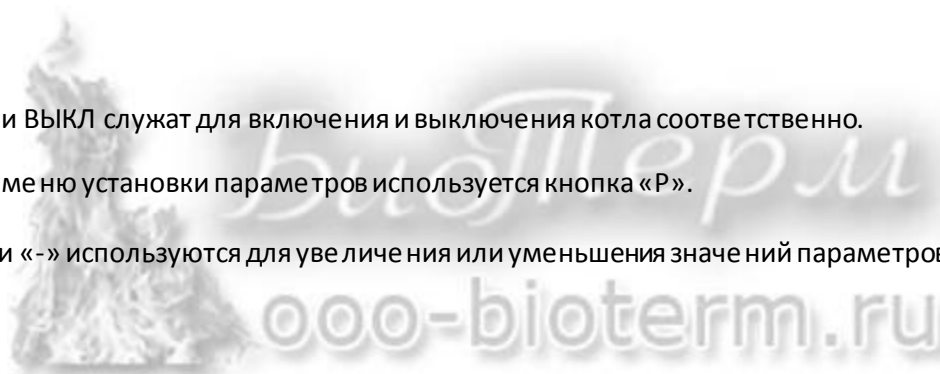 и ВЫКЛ служат для включения и выключения котла соответственно.
меню установки параметров используется кнопка «Р».
и «-» используются для увеличения или уменьшения значений параметров
БиоТерм
ooo-bioterm.ru